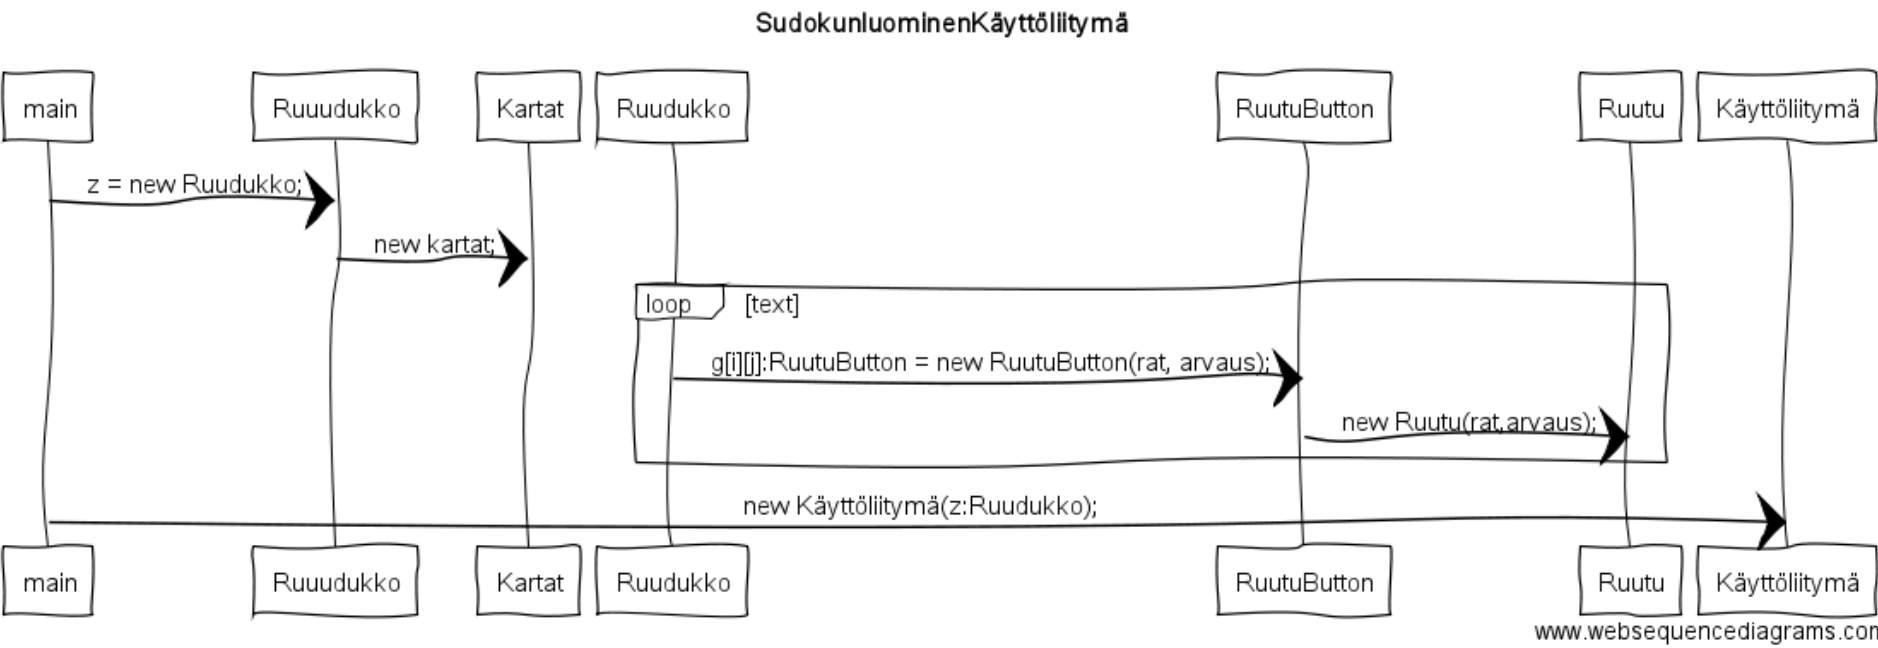 SudokunluominenKäyttöliitymä
main
Ruuudukko
Kartat
Ruudukko
RuutuButton
Ruutu
Käyttöliitymä
z = new Ruudukko;
new kartat;
loop [text]
g[i][j]:RuutuButton = new RuutuButton(rat, arvaus);
new Ruutu(rat,arvaus);
new Käyttöliitymä(z:Ruudukko);
main
Ruuudukko
Kartat
Ruudukko
RuutuButton
Ruutu
Käyttöliitymä
www.websequencediagrams.com